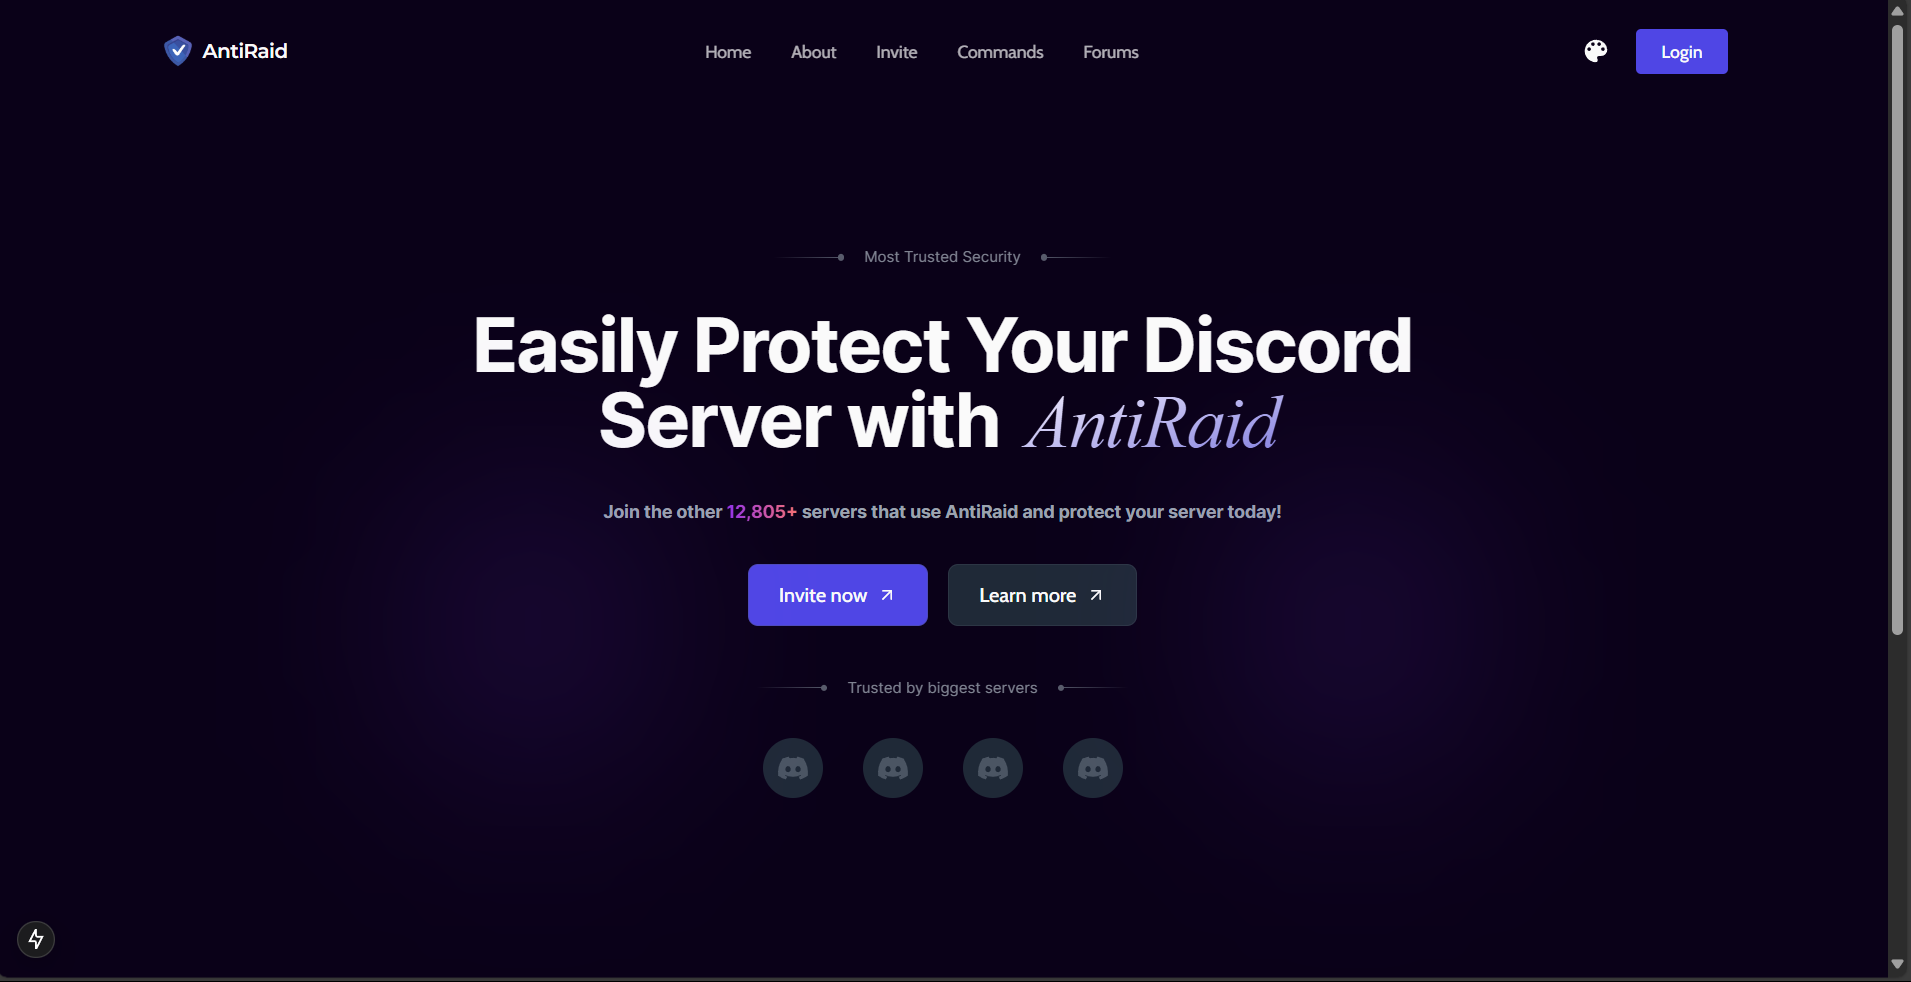 AntiRaid
Home About Invite Commands Forums
Login
Most Trusted Security
Easily Protect Your Discord
Server with AntiRaid
Join the other 12,805+ servers that use AntiRaid and protect your server today!
Invite now Learn more
Trusted by biggest servers